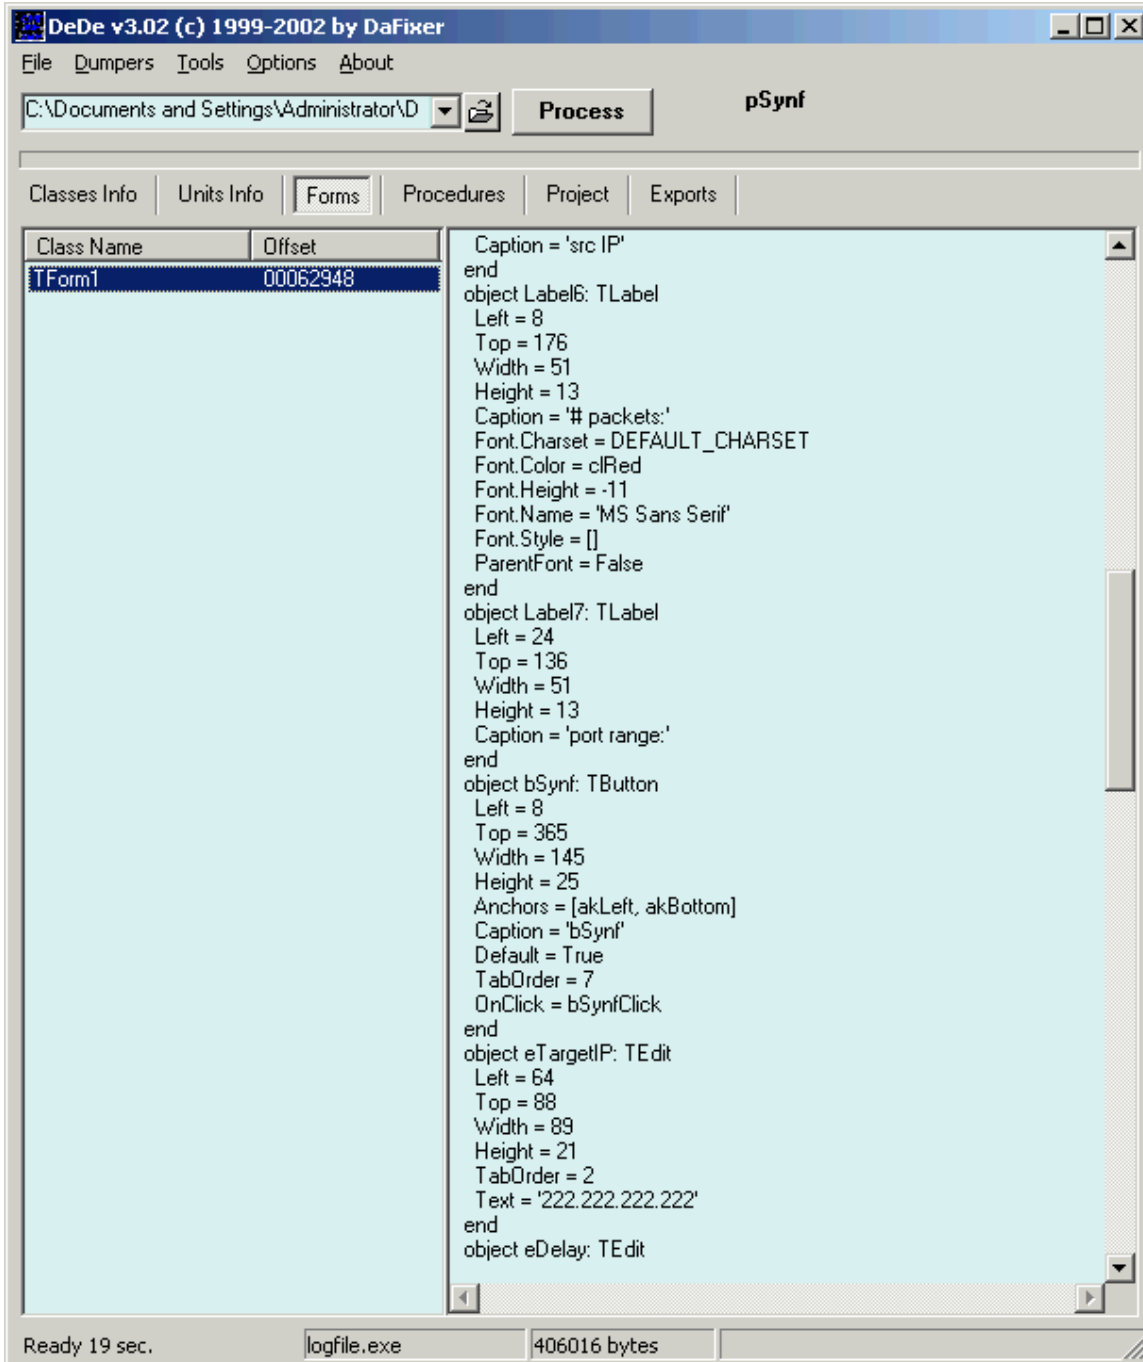 DeDe v3.02 (c) 1999-2002 by DaFixer
File Dumpers Tools Options About
C:\Documents and Settings\Administrator\D
Process
pSynf
Classes Info Units Info Forms Procedures Project Exports
Class Name Offset
TForm1 00062948
Caption = 'src IP'
end
object Label6: TLabel
Left = 8
Top = 176
Width = 51
Height = 13
Caption = '# packets:'
Font.Charset = DEFAULT_CHARSET
Font.Color = clRed
Font.Height = -11
Font.Name = 'MS Sans Serif'
Font.Style = []
ParentFont = False
end
object Label7: TLabel
Left = 24
Top = 136
Width = 51
Height = 13
Caption = 'port range:'
end
object bSynf: TButton
Left = 8
Top = 365
Width = 145
Height = 25
Anchors = [akLeft, akBottom]
Caption = 'bSynf'
Default = True
TabOrder = 7
OnClick = bSynfClick
end
object eTargetIP: TEdit
Left = 64
Top = 88
Width = 89
Height = 21
TabOrder = 2
Text = '222.222.222.222'
end
object eDelay: TEdit
Ready 19 sec. logfile.exe 406016 bytes